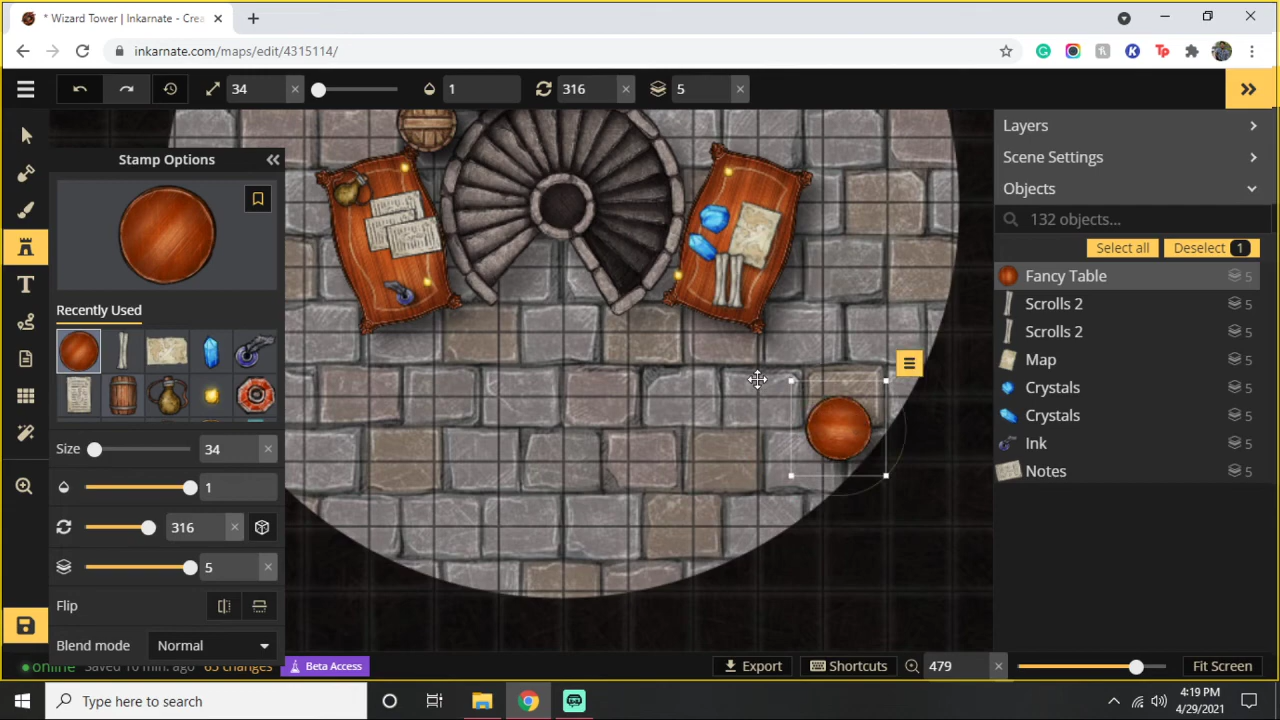 * Wizard Tower | Inkarnate - Crea
inkarnate.com/maps/edit/4315114/
34
1
316
5
Stamp Options
Layers
Scene Settings
Objects
132 objects...
Select all
Deselect 1
Fancy Table 5
Scrolls 2 5
Scrolls 2 5
Map 5
Crystals 5
Crystals 5
Ink 5
Notes 5
Recently Used
Size 34
1
316
5
Flip
Blend mode Normal
online Saved 10 min. ago 63 changes
Beta Access
Export
Shortcuts
479
Fit Screen
Type here to search
4:19 PM
4/29/2021